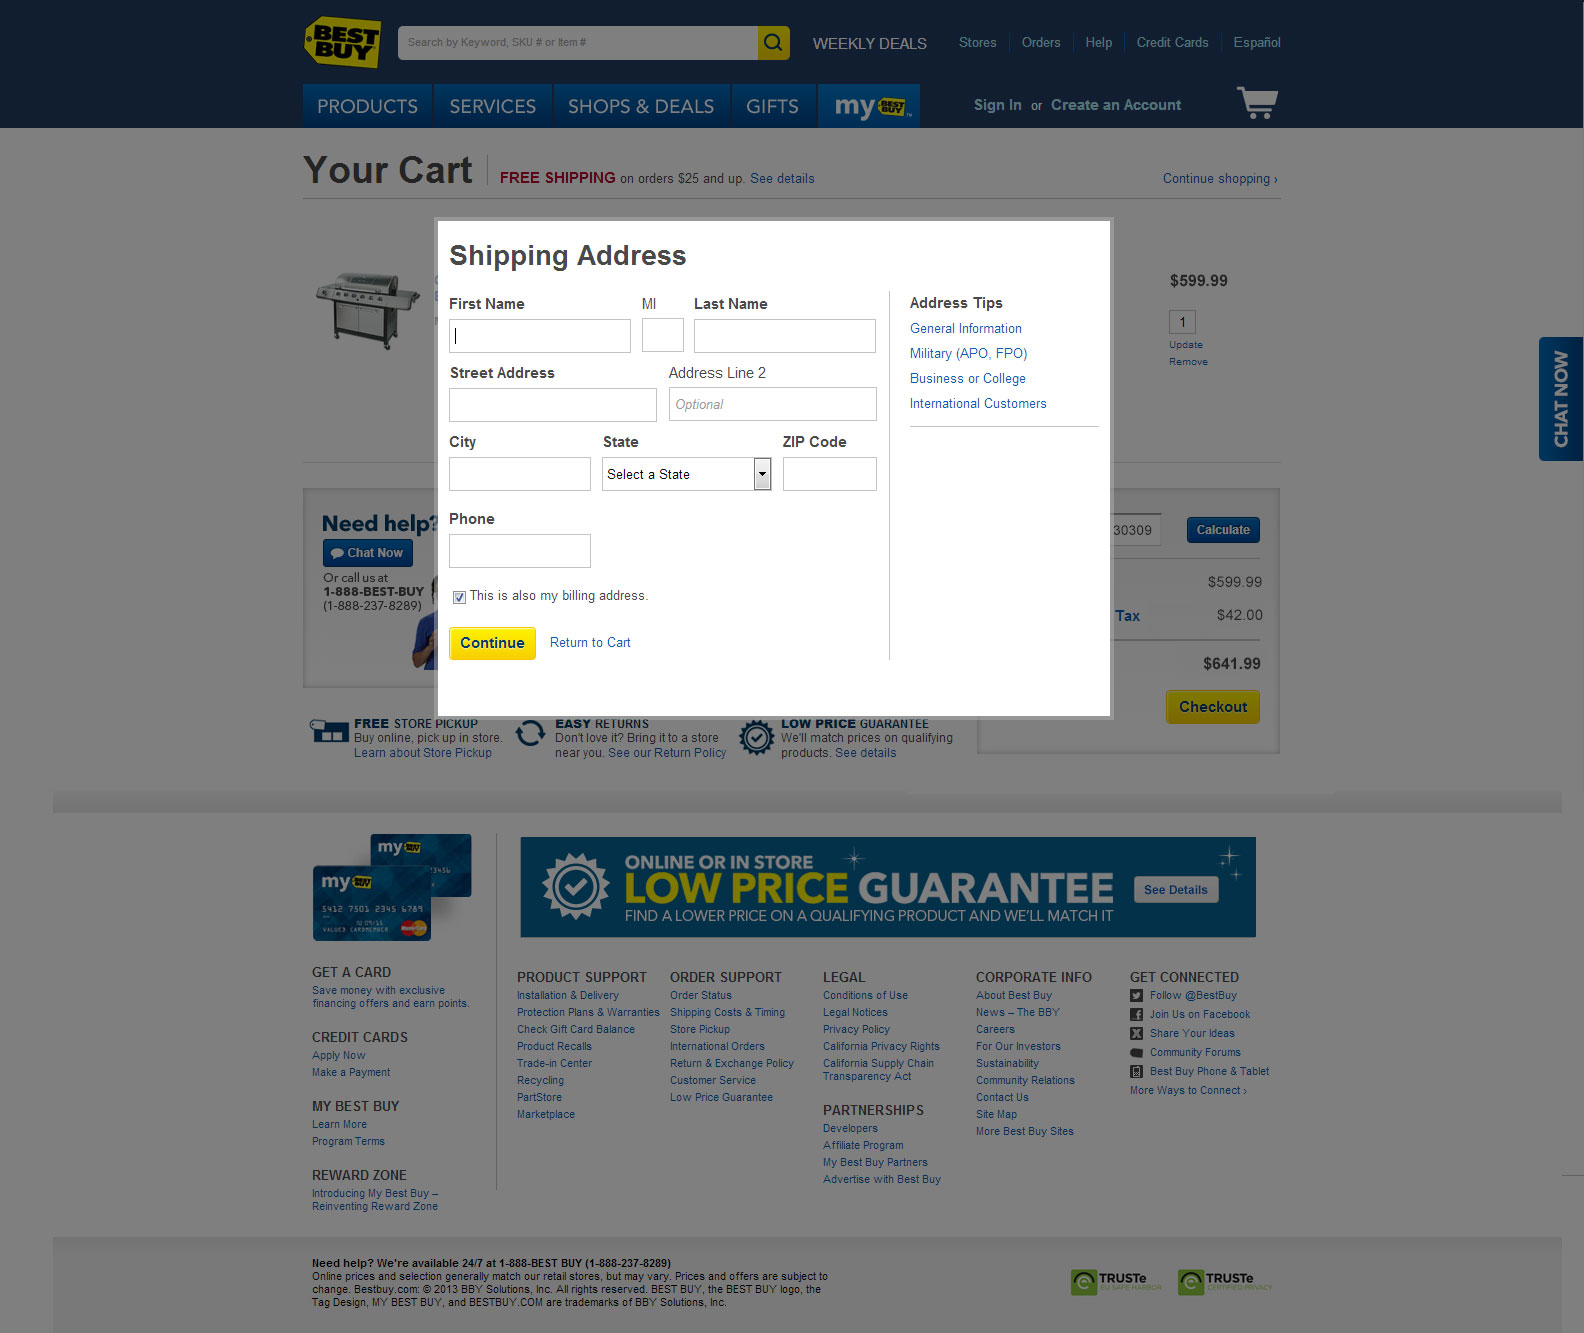 BEST BUY
Search by Keyword, SKU # or Item #
WEEKLY DEALS
Stores
Orders
Help
Credit Cards
Español
PRODUCTS
SERVICES
SHOPS & DEALS
GIFTS
my BEST BUY
Sign In or Create an Account
Your Cart
FREE SHIPPING on orders $25 and up. See details
Continue shopping ›
Shipping Address
First Name
MI
Last Name
Street Address
Address Line 2
Optional
City
State
ZIP Code
Select a State
Phone
This is also my billing address.
Continue
Return to Cart
Address Tips
General Information
Military (APO, FPO)
Business or College
International Customers
$599.99
1
Update
Remove
CHAT NOW
Need help?
Chat Now
Or call us at
1-888-BEST-BUY
(1-888-237-8289)
30309
Calculate
$599.99
Tax
$42.00
$641.99
Checkout
FREE STORE PICKUP
Buy online, pick up in store.
Learn about Store Pickup
EASY RETURNS
Don't love it? Bring it to a store
near you. See our Return Policy
LOW PRICE GUARANTEE
We'll match prices on qualifying
products. See details
my BEST BUY
3456
my BEST BUY
5412 7501 2345 6789
VALUED CARDMEMBER
MasterCard
ONLINE OR IN STORE
LOW PRICE GUARANTEE
FIND A LOWER PRICE ON A QUALIFYING PRODUCT AND WE'LL MATCH IT
See Details
GET A CARD
Save money with exclusive
financing offers and earn points.
CREDIT CARDS
Apply Now
Make a Payment
MY BEST BUY
Learn More
Program Terms
REWARD ZONE
Introducing My Best Buy –
Reinventing Reward Zone
PRODUCT SUPPORT
Installation & Delivery
Protection Plans & Warranties
Check Gift Card Balance
Product Recalls
Trade-in Center
Recycling
PartStore
Marketplace
ORDER SUPPORT
Order Status
Shipping Costs & Timing
Store Pickup
International Orders
Return & Exchange Policy
Customer Service
Low Price Guarantee
LEGAL
Conditions of Use
Legal Notices
Privacy Policy
California Privacy Rights
California Supply Chain
Transparency Act
PARTNERSHIPS
Developers
Affiliate Program
My Best Buy Partners
Advertise with Best Buy
CORPORATE INFO
About Best Buy
News – The BBY
Careers
For Our Investors
Sustainability
Community Relations
Contact Us
Site Map
More Best Buy Sites
GET CONNECTED
Follow @BestBuy
Join Us on Facebook
Share Your Ideas
Community Forums
Best Buy Phone & Tablet
More Ways to Connect ›
Need help? We're available 24/7 at 1-888-BEST BUY (1-888-237-8289)
Online prices and selection generally match our retail stores, but may vary. Prices and offers are subject to
change. Bestbuy.com: © 2013 BBY Solutions, Inc. All rights reserved. BEST BUY, the BEST BUY logo, the
Tag Design, MY BEST BUY, and BESTBUY.COM are trademarks of BBY Solutions, Inc.
TRUSTe
EU SAFE HARBOR
TRUSTe
CERTIFIED PRIVACY